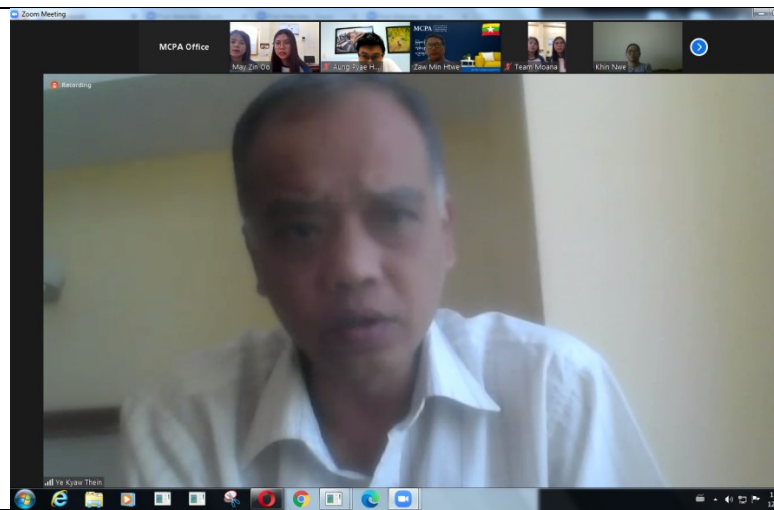 Zoom Meeting
MCPA Office
May Zin Oo
Aung Pyae H...
MCPA
Zaw Min Htwe
Team Moana
Khin Nwe
Recording
Ye Kyaw Thein